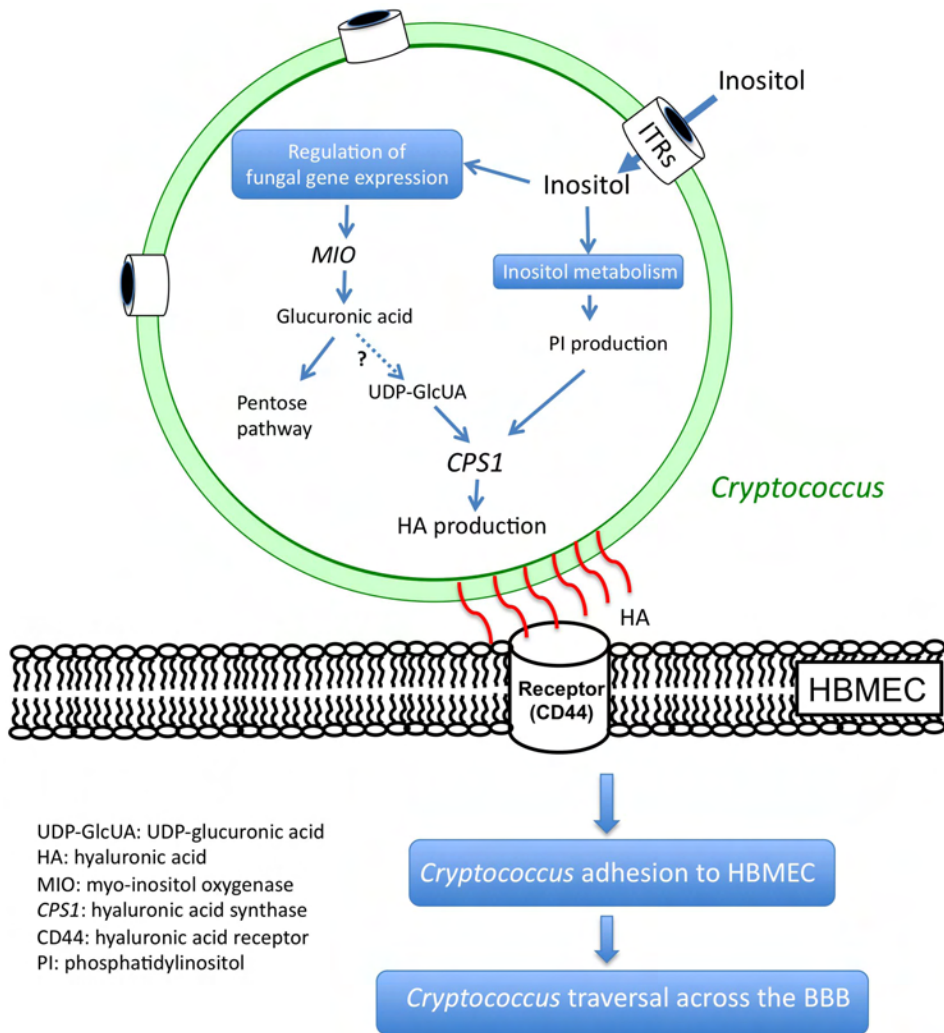 Inositol
ITRs
Regulation of
fungal gene expression
Inositol
MIO
Inositol metabolism
Glucuronic acid
?
PI production
UDP-GlcUA
Pentose
pathway
CPS1
Cryptococcus
HA production
HA
Receptor
(CD44)
HBMEC
UDP-GlcUA: UDP-glucuronic acid
HA: hyaluronic acid
MIO: myo-inositol oxygenase
CPS1: hyaluronic acid synthase
CD44: hyaluronic acid receptor
PI: phosphatidylinositol
Cryptococcus adhesion to HBMEC
Cryptococcus traversal across the BBB